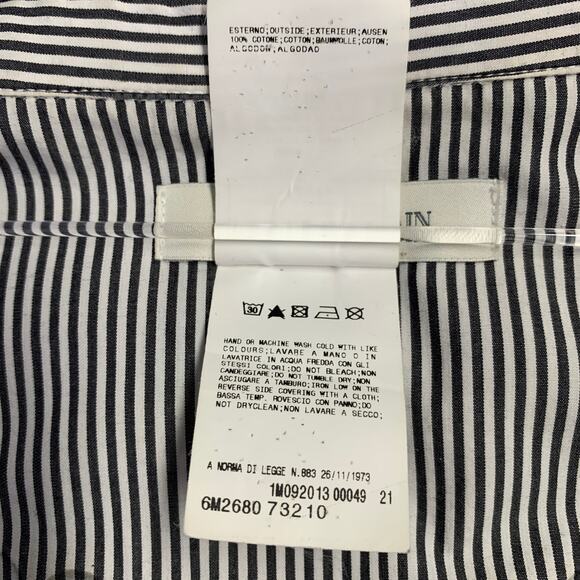 ESTERNO;OUTSIDE;EXTERIEUR;AUSEN
100% COTONE;COTTON;BAUMWOLLE;COTON;
ALGODON;ALGODAO
IN
30
HAND OR MACHINE WASH COLD WITH LIKE
COLOURS;LAVARE A MANO O IN
LAVATRICE IN ACQUA FREDDA CON GLI
STESSI COLORI;DO NOT BLEACH;NON
CANDEGGIARE;DO NOT TUMBLE DRY;NON
ASCIUGARE A TAMBURO;IRON LOW ON THE
REVERSE SIDE COVERING WITH A CLOTH;
BASSA TEMP. ROVESCIO CON PANNO;DO
NOT DRYCLEAN;NON LAVARE A SECCO;
A NORMA DI LEGGE N.883 26/11/1973
1M092013 00049 21
6M2680 73210